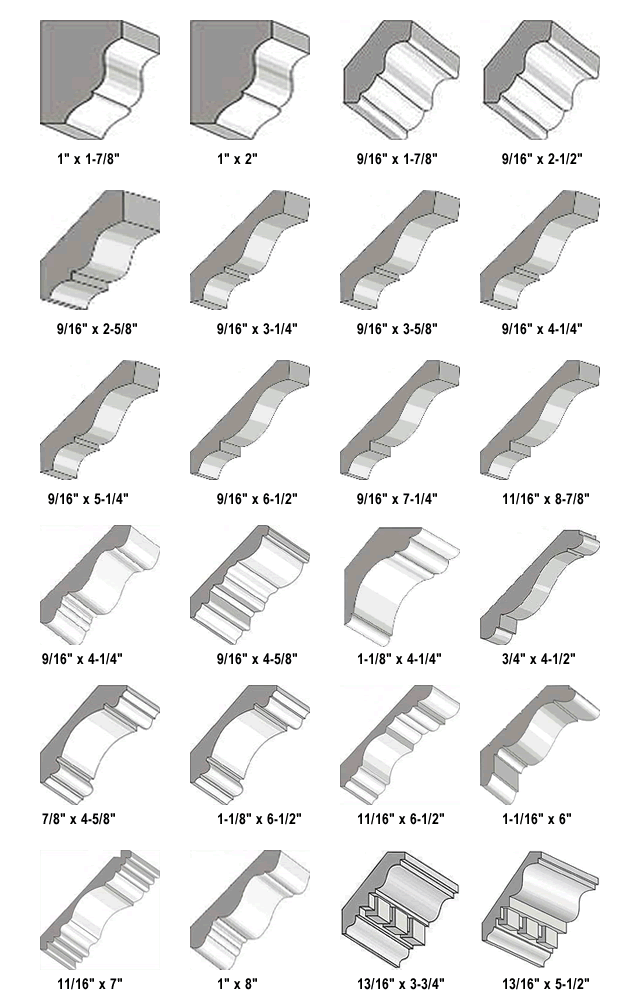 1" x 1-7/8" 1" x 2" 9/16" x 1-7/8" 9/16" x 2-1/2"
9/16" x 2-5/8" 9/16" x 3-1/4" 9/16" x 3-5/8" 9/16" x 4-1/4"
9/16" x 5-1/4" 9/16" x 6-1/2" 9/16" x 7-1/4" 11/16" x 8-7/8"
9/16" x 4-1/4" 9/16" x 4-5/8" 1-1/8" x 4-1/4" 3/4" x 4-1/2"
7/8" x 4-5/8" 1-1/8" x 6-1/2" 11/16" x 6-1/2" 1-1/16" x 6"
11/16" x 7" 1" x 8" 13/16" x 3-3/4" 13/16" x 5-1/2"